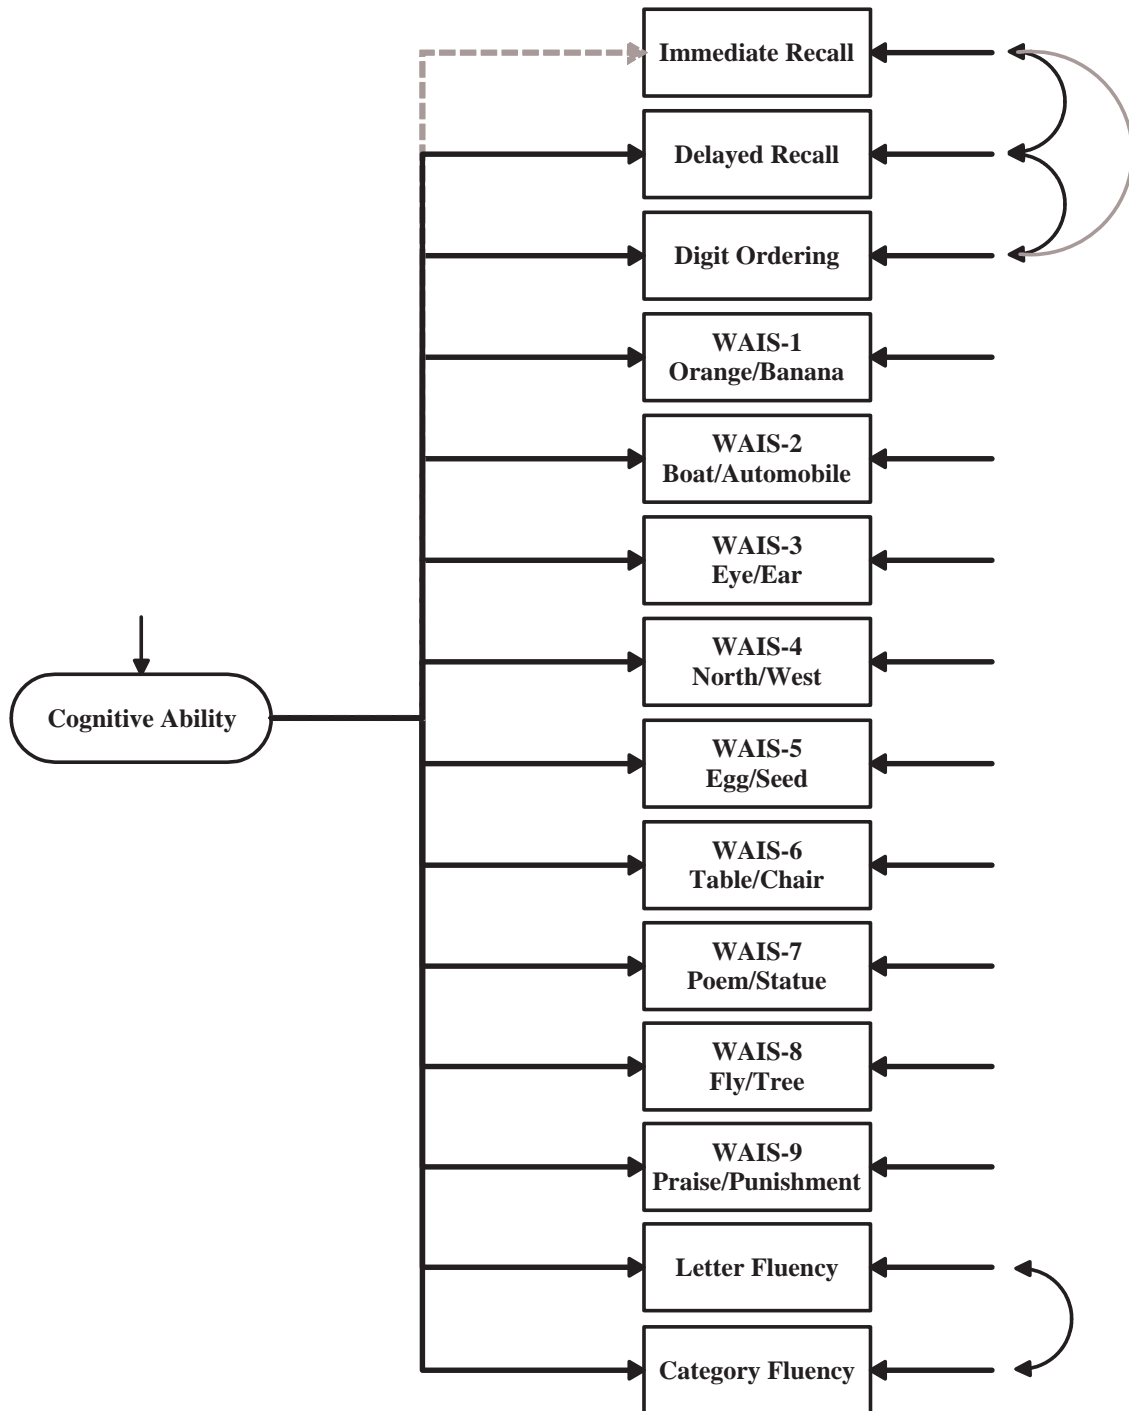 Immediate Recall
Delayed Recall
Digit Ordering
WAIS-1
Orange/Banana
WAIS-2
Boat/Automobile
WAIS-3
Eye/Ear
WAIS-4
North/West
Cognitive Ability
WAIS-5
Egg/Seed
WAIS-6
Table/Chair
WAIS-7
Poem/Statue
WAIS-8
Fly/Tree
WAIS-9
Praise/Punishment
Letter Fluency
Category Fluency